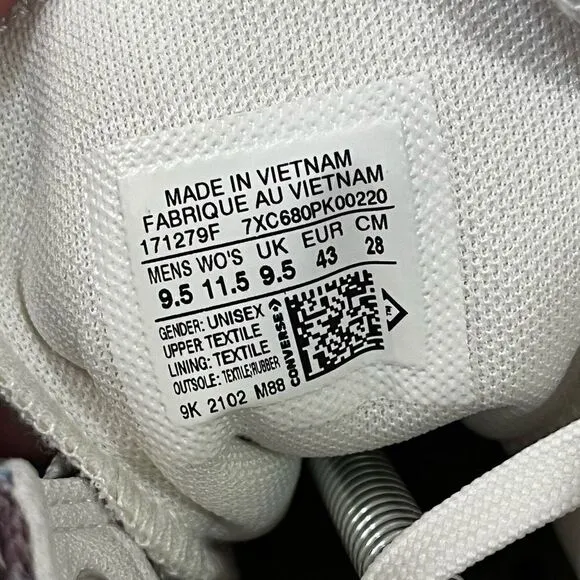 MADE IN VIETNAM
FABRIQUE AU VIETNAM
171279F 7XC680PK00220
MENS WO'S UK EUR CM
9.5 11.5 9.5 43 28
GENDER: UNISEX
UPPER: TEXTILE
LINING: TEXTILE
OUTSOLE: TEXTILE/RUBBER
9K 2102 M88
CONVERSE
TM